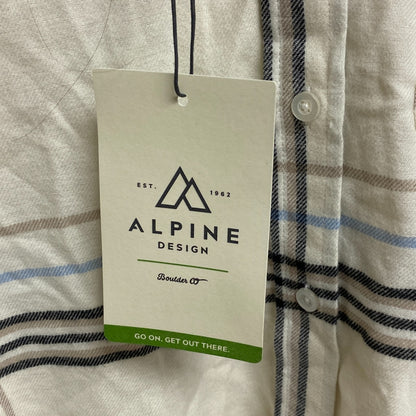 EST. 1962
ALPINE
DESIGN
Boulder CO
GO ON. GET OUT THERE.